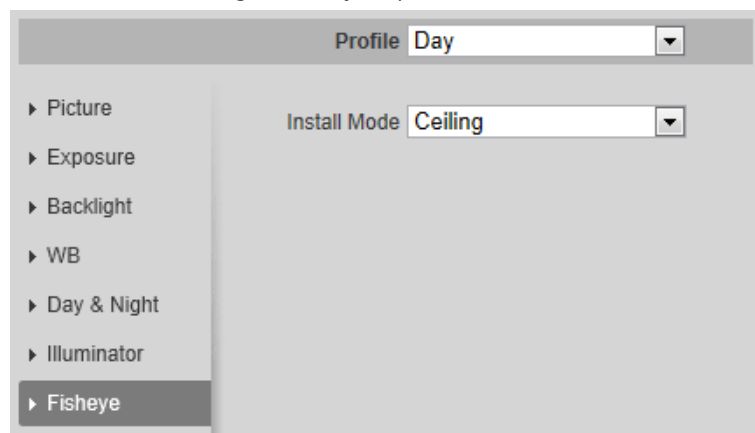 Profile Day
Picture
Install Mode Ceiling
Exposure
Backlight
WB
Day & Night
Illuminator
Fisheye